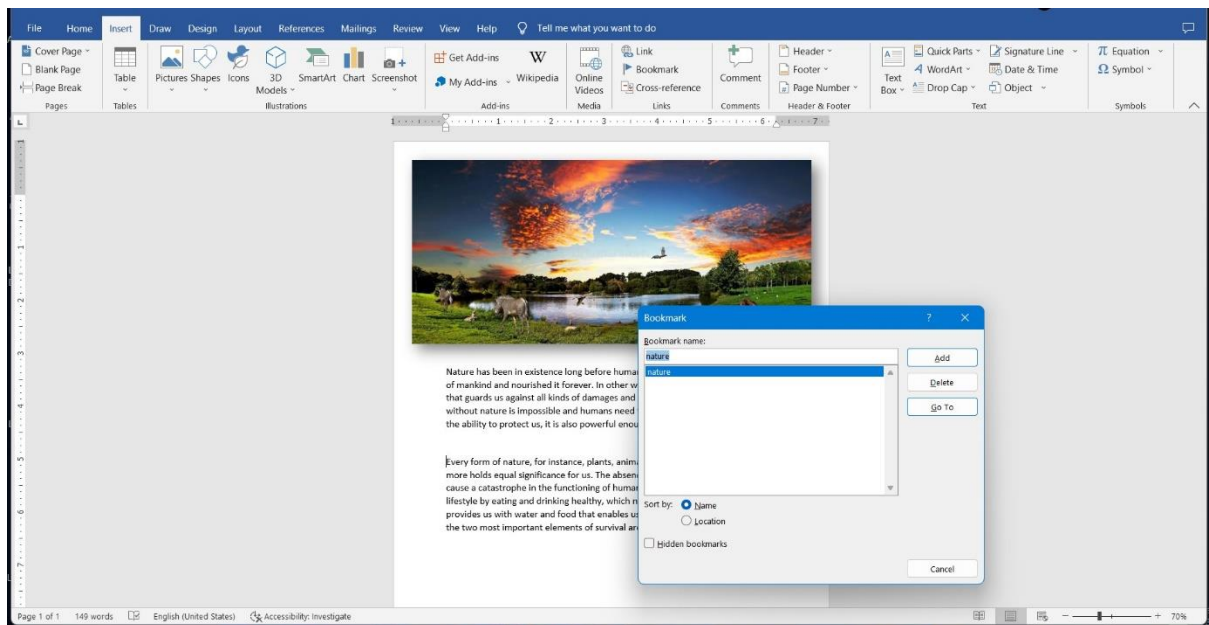 File Home Insert Draw Design Layout References Mailings Review View Help Tell me what you want to do
Cover Page
Blank Page
Page Break
Pages
Table
Tables
Pictures Shapes Icons 3D Models SmartArt Chart Screenshot
Illustrations
Get Add-ins
My Add-ins
Wikipedia
Add-ins
Online Videos
Media
Link
Bookmark
Cross-reference
Links
Comment
Comments
Header
Footer
Page Number
Header & Footer
Text Box
Quick Parts
WordArt
Drop Cap
Signature Line
Date & Time
Object
Text
Equation
Symbol
Symbols
1 1 2 3 4 5 6 7
Nature has been in existence long before
of mankind and nourished it forever. In other
that guards us against all kinds of damages and
without nature is impossible and humans need
the ability to protect us, it is also powerful
Every form of nature, for instance, plants,
more holds equal significance for us. The
cause a catastrophe in the functioning of
lifestyle by eating and drinking healthy, which
provides us with water and food that enables
the two most important elements of survival
Bookmark ?
Bookmark name:
nature
nature
Add
Delete
Go To
Sort by: Name
Location
Hidden bookmarks
Cancel
Page 1 of 1 149 words English (United States) Accessibility: Investigate 70%